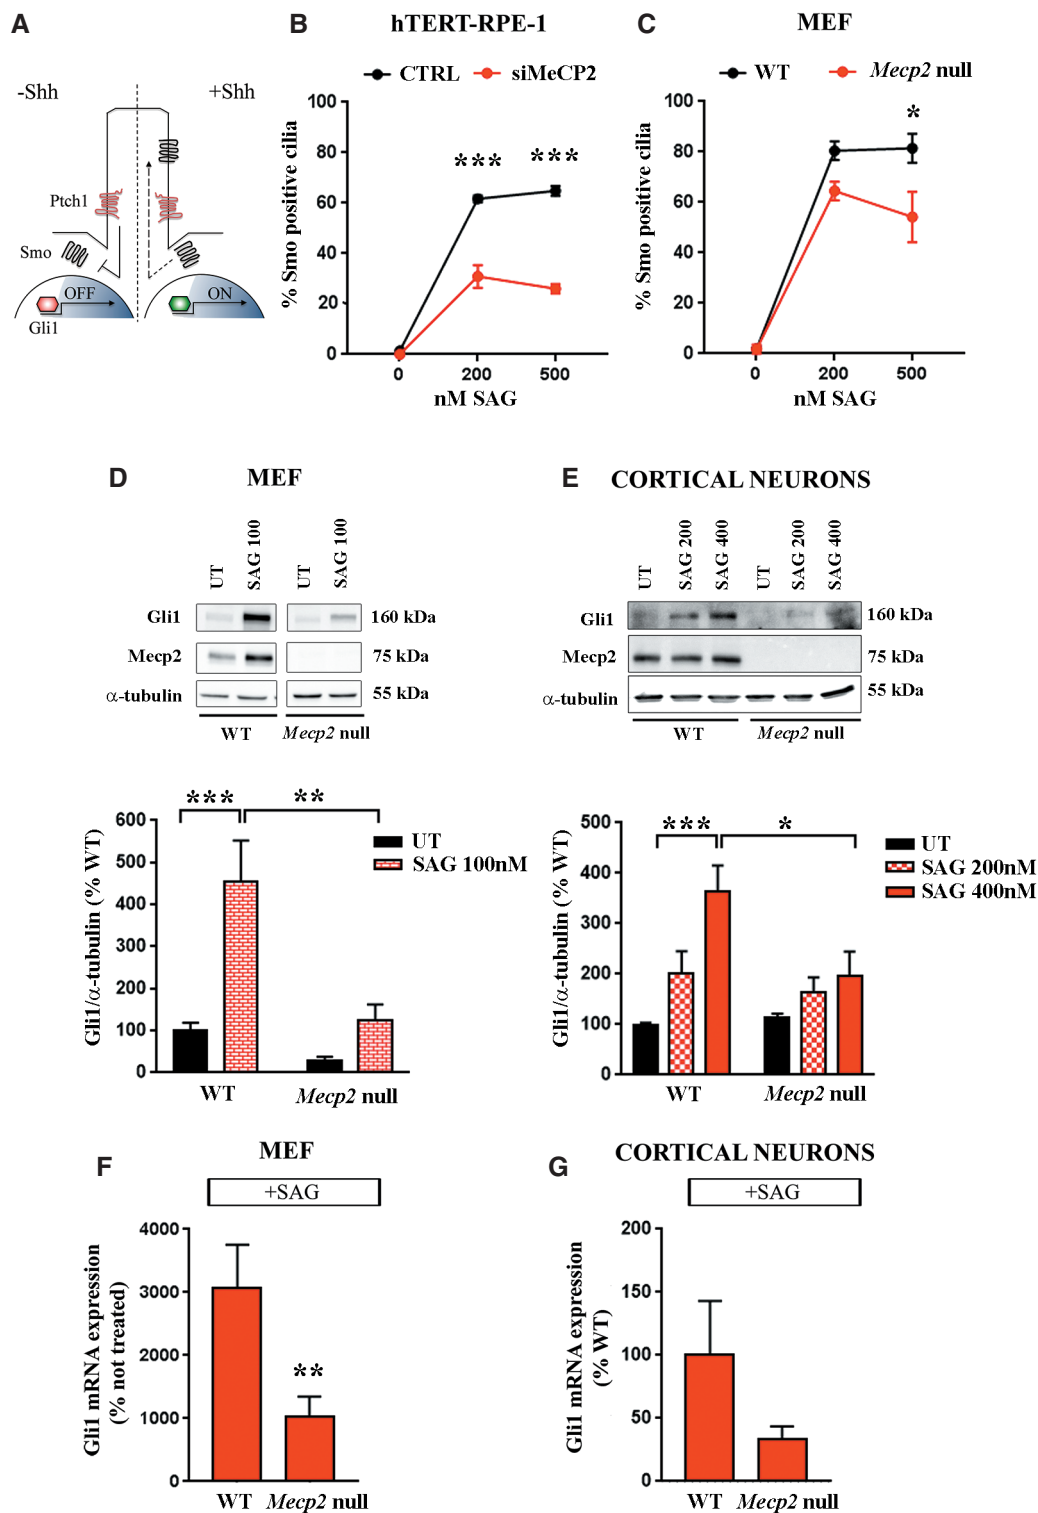 A
-Shh
+Shh
Ptch1
Smo
OFF
ON
Gli1
B
hTERT-RPE-1
CTRL
siMeCP2
% Smo positive cilia
100
80
60
40
20
0
***
***
0
200
500
nM SAG
C
MEF
WT
Mecp2 null
% Smo positive cilia
100
80
60
40
20
0
*
0
200
500
nM SAG
D
MEF
UT
SAG 100
UT
SAG 100
Gli1
160 kDa
Mecp2
75 kDa
α-tubulin
55 kDa
WT
Mecp2 null
Gli1/α-tubulin (% WT)
600
500
400
300
200
100
0
***
**
UT
SAG 100nM
WT
Mecp2 null
E
CORTICAL NEURONS
UT
SAG 200
SAG 400
UT
SAG 200
SAG 400
Gli1
160 kDa
Mecp2
75 kDa
α-tubulin
55 kDa
WT
Mecp2 null
Gli1/α-tubulin (% WT)
500
400
300
200
100
0
***
*
UT
SAG 200nM
SAG 400nM
WT
Mecp2 null
F
MEF
+SAG
Gli1 mRNA expression
(% not treated)
4000
3000
2000
1000
0
**
WT
Mecp2 null
G
CORTICAL NEURONS
+SAG
Gli1 mRNA expression
(% WT)
200
150
100
50
0
WT
Mecp2 null